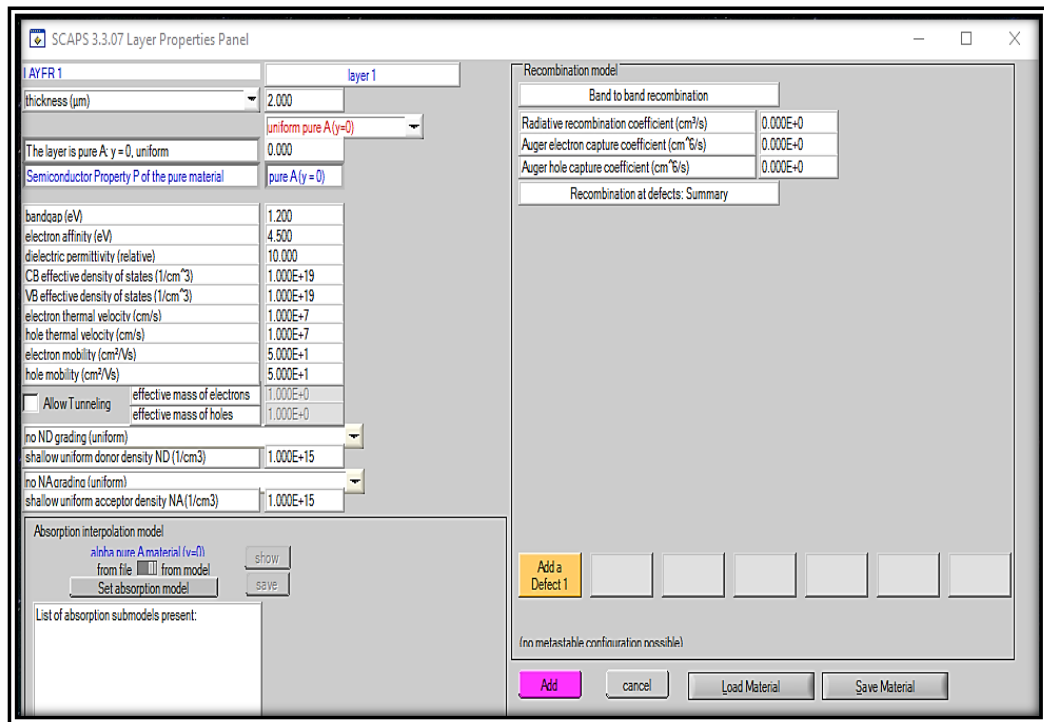 SCAPS 3.3.07 Layer Properties Panel
LAYER 1
layer 1
thickness (µm)
2.000
uniform pure A (y=0)
The layer is pure A: y = 0, uniform
0.000
Semiconductor Property P of the pure material
pure A (y = 0)
bandgap (eV)
1.200
electron affinity (eV)
4.500
dielectric permittivity (relative)
10.000
CB effective density of states (1/cm^3)
1.000E+19
VB effective density of states (1/cm^3)
1.000E+19
electron thermal velocity (cm/s)
1.000E+7
hole thermal velocity (cm/s)
1.000E+7
electron mobility (cm²/Vs)
5.000E+1
hole mobility (cm²/Vs)
5.000E+1
Allow Tunneling
effective mass of electrons
1.000E+0
effective mass of holes
1.000E+0
no ND grading (uniform)
shallow uniform donor density ND (1/cm3)
1.000E+15
no NA grading (uniform)
shallow uniform acceptor density NA (1/cm3)
1.000E+15
Absorption interpolation model
alpha pure A material (y=0)
from file
from model
show
Set absorption model
save
List of absorption submodels present:
Recombination model
Band to band recombination
Radiative recombination coefficient (cm³/s)
0.000E+0
Auger electron capture coefficient (cm^6/s)
0.000E+0
Auger hole capture coefficient (cm^6/s)
0.000E+0
Recombination at defects: Summary
Add a
Defect 1
(no metastable configuration possible)
Add
cancel
Load Material
Save Material